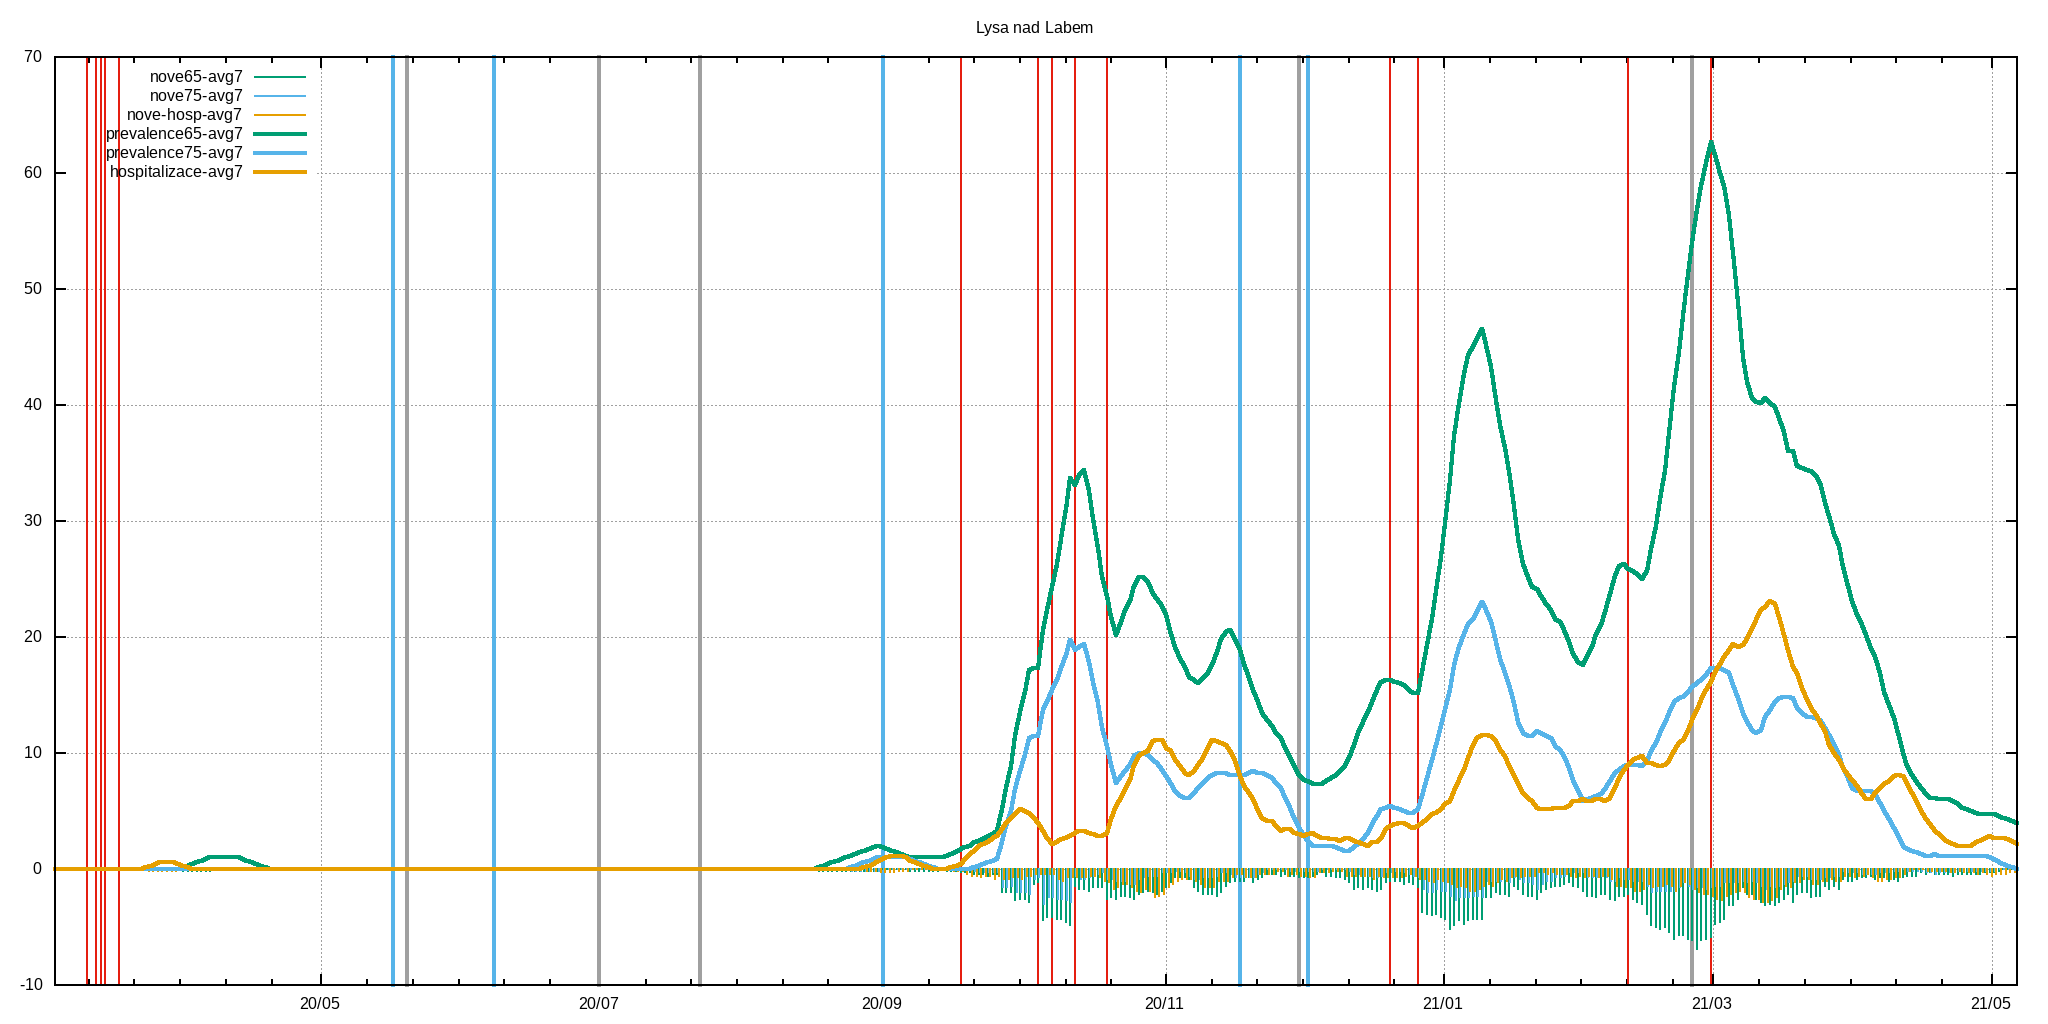 Lysa nad Labem
70
60
50
40
30
20
10
0
-10
nove65-avg7
nove75-avg7
nove-hosp-avg7
prevalence65-avg7
prevalence75-avg7
hospitalizace-avg7
20/05 20/07 20/09 20/11 21/01 21/03 21/05